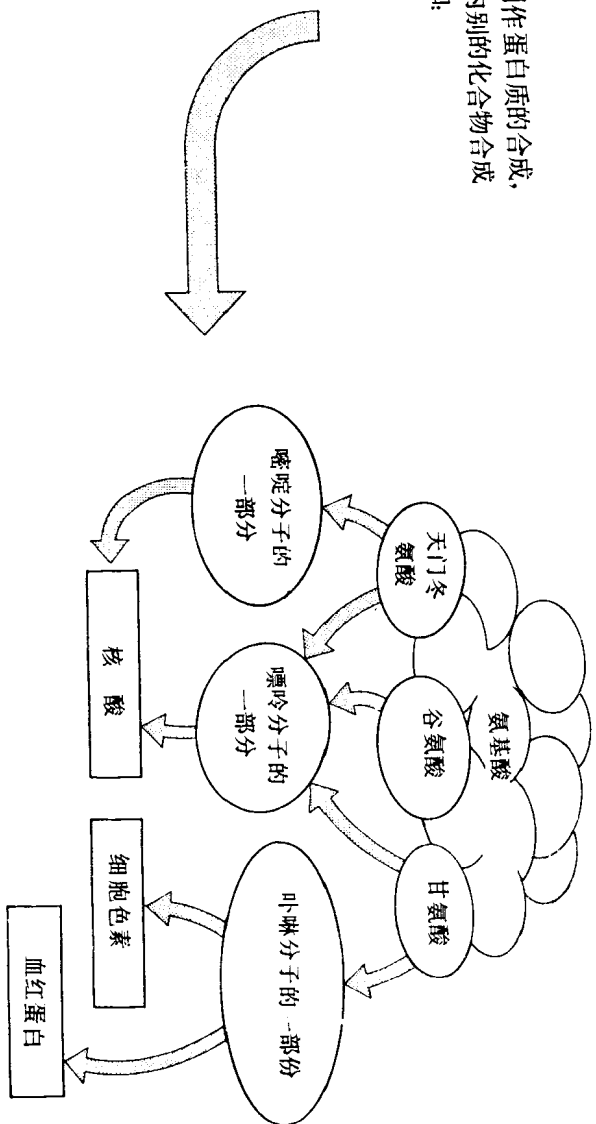 作蛋白质的合成,
别的化合物合成
氨基酸
天门冬
氨酸
谷氨酸
甘氨酸
嘧啶分子的
一部分
嘌呤分子的
一部分
卟啉分子的一部份
核 酸
细胞色素
血红蛋白